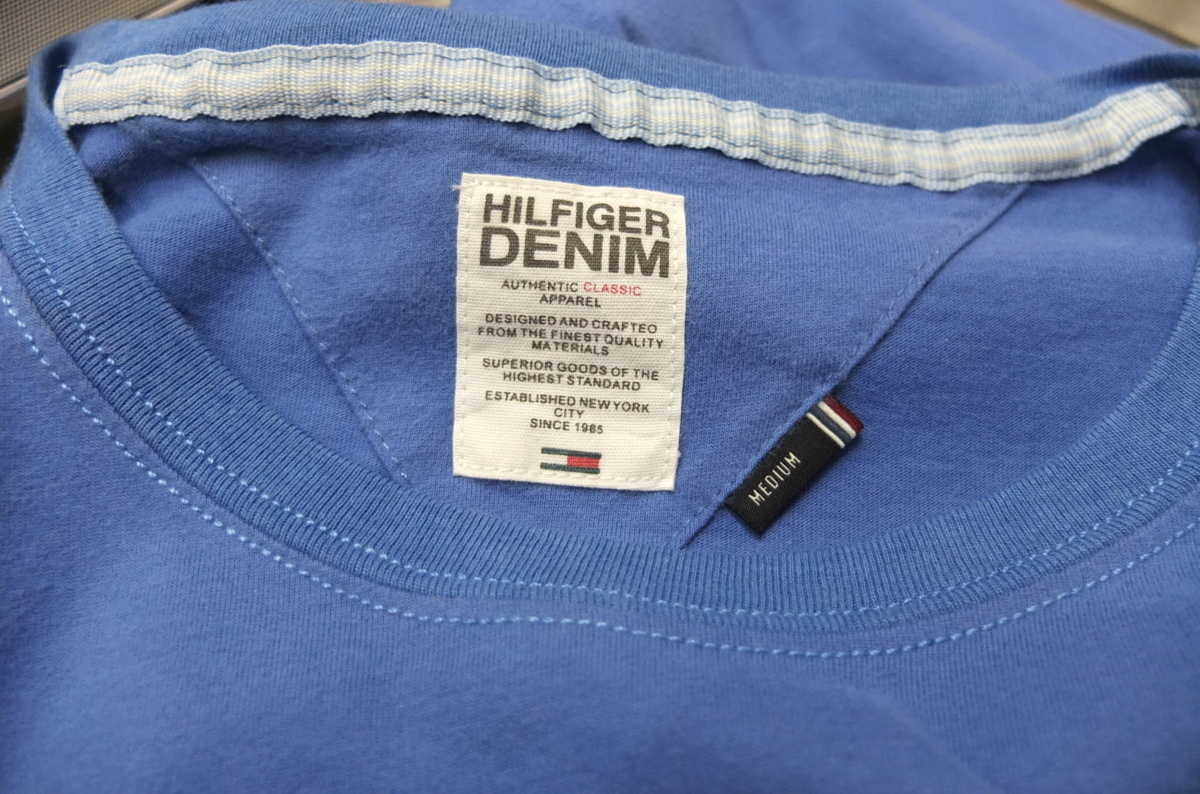 HILFIGER
DENIM
AUTHENTIC CLASSIC
APPAREL
DESIGNED AND CRAFTED
FROM THE FINEST QUALITY
MATERIALS
SUPERIOR GOODS OF THE
HIGHEST STANDARD
ESTABLISHED NEW YORK
CITY
SINCE 1985
MEDIUM